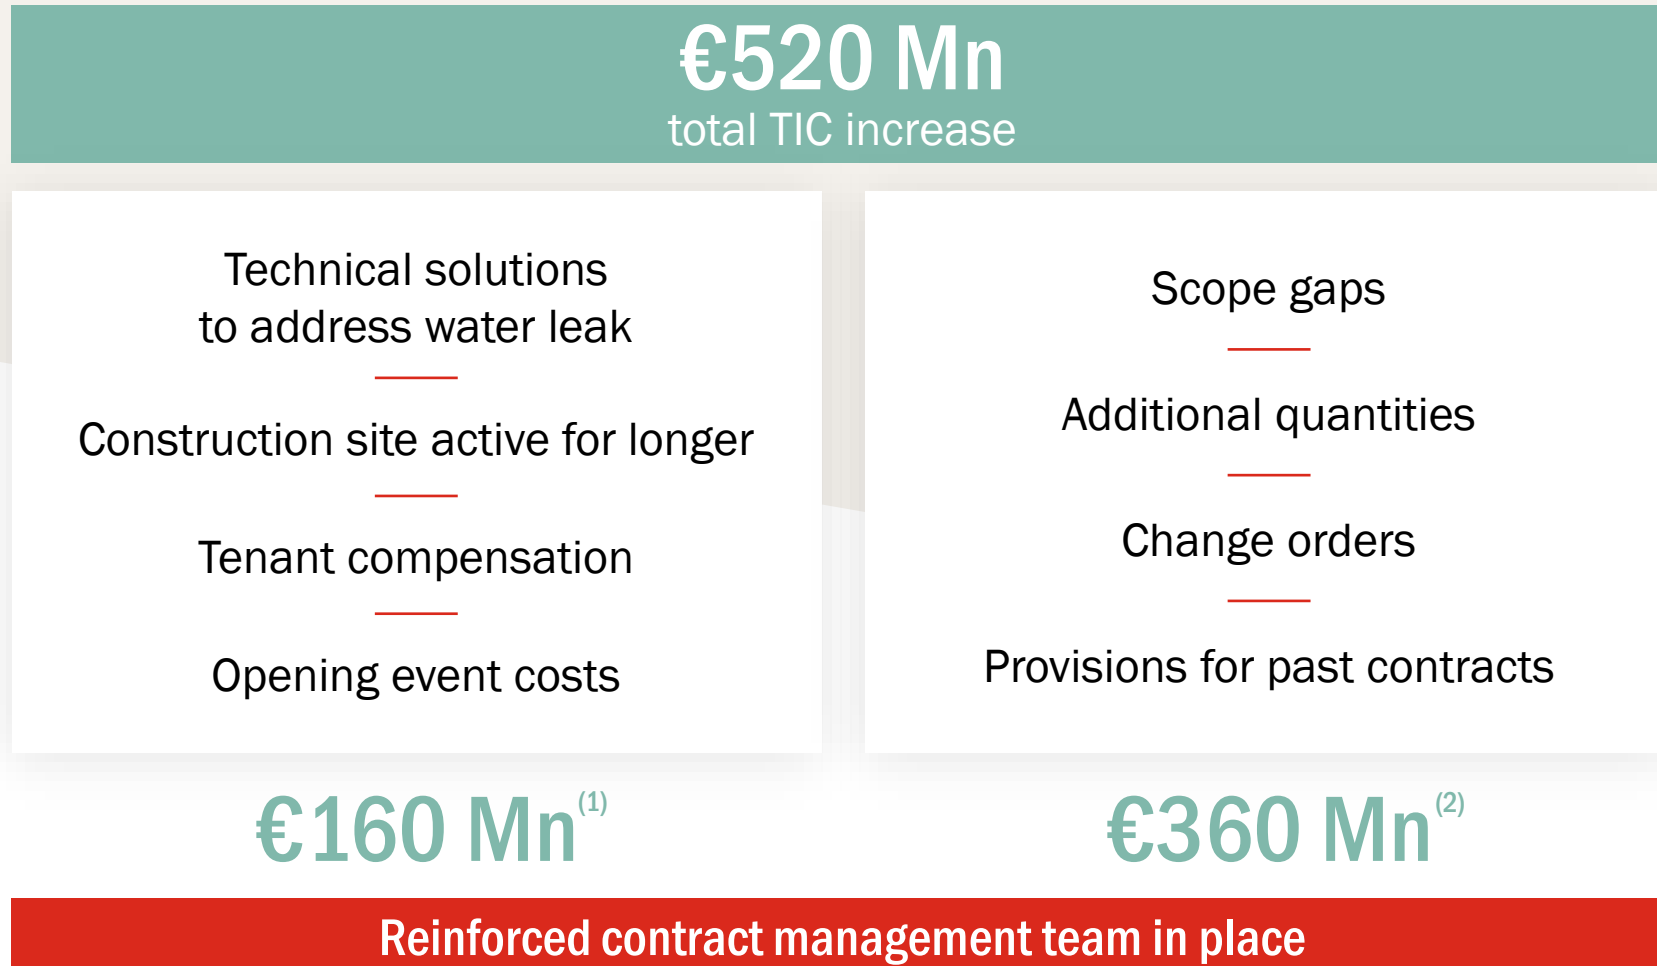 €520 Mn
total TIC increase
Technical solutions
to address water leak
Construction site active for longer
Tenant compensation
Opening event costs
€160 Mn(1)
Scope gaps
Additional quantities
Change orders
Provisions for past contracts
€360 Mn(2)
Reinforced contract management team in place